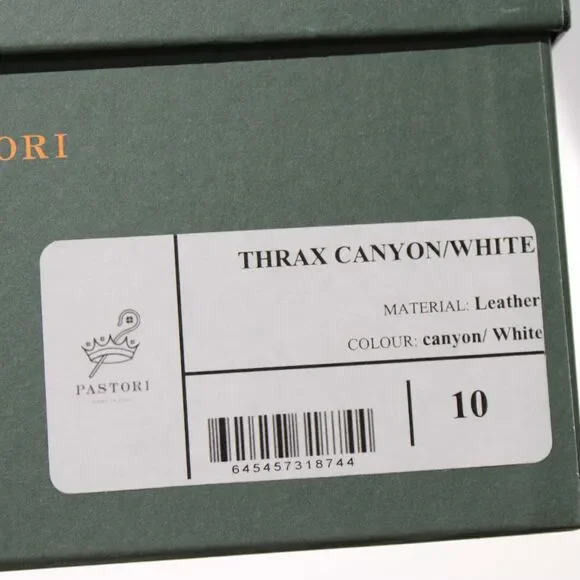 ORI
THRAX CANYON/WHITE
MATERIAL: Leather
COLOUR: canyon/ White
PASTORI
10
645457318744